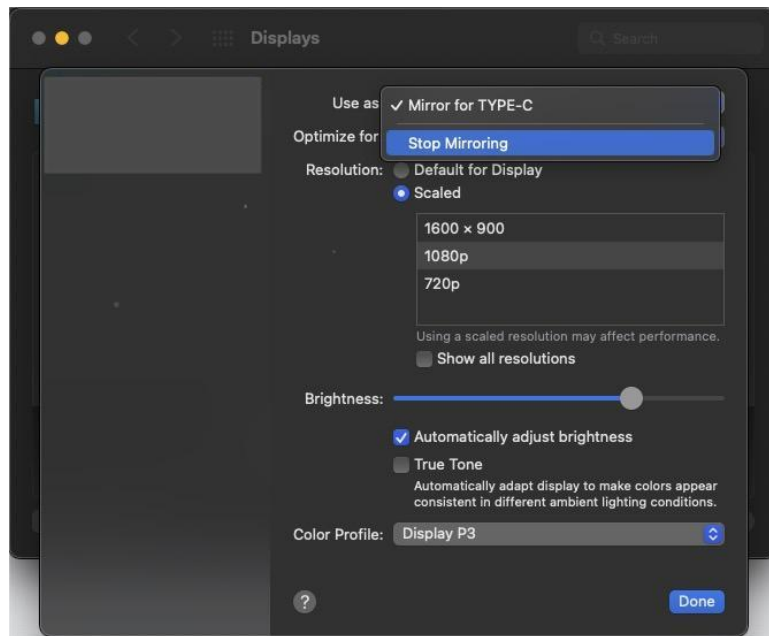 Displays
Search
Use as
✓ Mirror for TYPE-C
Optimize for
Stop Mirroring
Resolution:
Default for Display
Scaled
1600 × 900
1080p
720p
Using a scaled resolution may affect performance.
Show all resolutions
Brightness:
Automatically adjust brightness
True Tone
Automatically adapt display to make colors appear
consistent in different ambient lighting conditions.
Color Profile: Display P3
?
Done